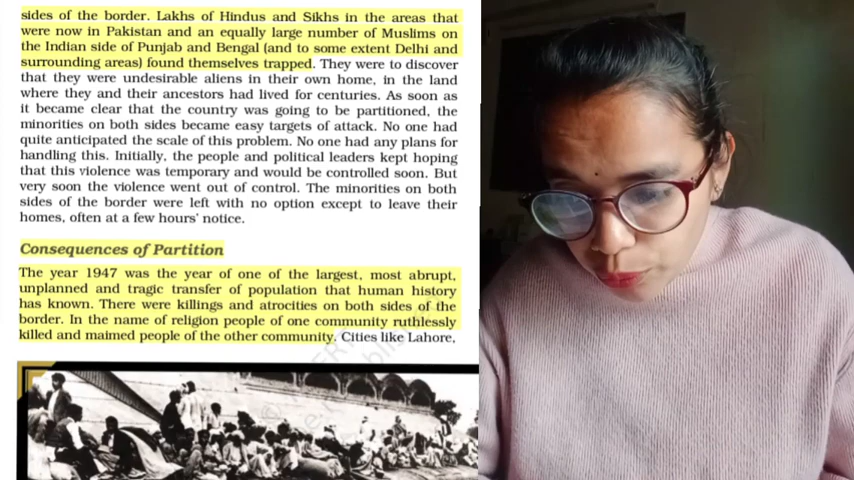 sides of the border. Lakhs of Hindus and Sikhs in the areas that
were now in Pakistan and an equally large number of Muslims on
the Indian side of Punjab and Bengal (and to some extent Delhi and
surrounding areas) found themselves trapped. They were to discover
that they were undesirable aliens in their own home, in the land
where they and their ancestors had lived for centuries. As soon as
it became clear that the country was going to be partitioned, the
minorities on both sides became easy targets of attack. No one had
quite anticipated the scale of this problem. No one had any plans for
handling this. Initially, the people and political leaders kept hoping
that this violence was temporary and would be controlled soon. But
very soon the violence went out of control. The minorities on both
sides of the border were left with no option except to leave their
homes, often at a few hours' notice.
Consequences of Partition
The year 1947 was the year of one of the largest, most abrupt,
unplanned and tragic transfer of population that human history
has known. There were killings and atrocities on both sides of the
border. In the name of religion people of one community ruthlessly
killed and maimed people of the other community. Cities like Lahore,